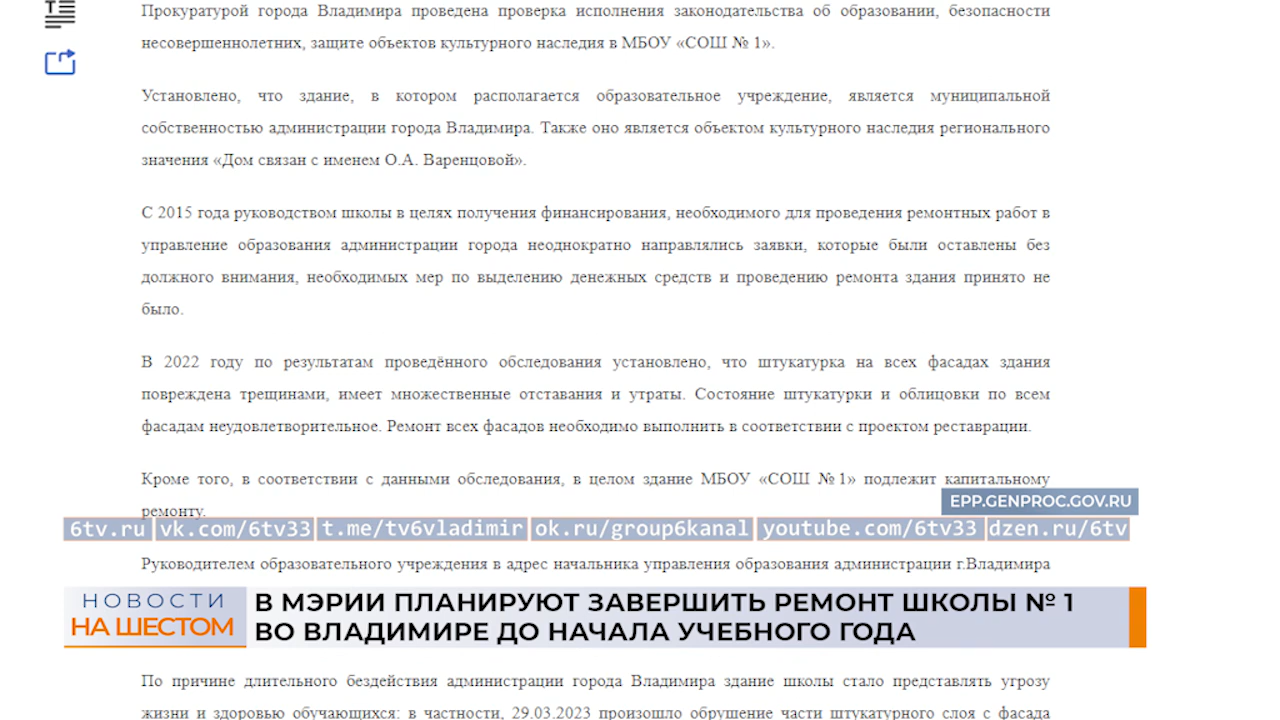 Прокуратурой города Владимира проведена проверка исполнения законодательства об образовании, безопасности
несовершеннолетних, защите объектов культурного наследия в МБОУ «СОШ № 1».
Установлено, что здание, в котором располагается образовательное учреждение, является муниципальной
собственностью администрации города Владимира. Также оно является объектом культурного наследия регионального
значения «Дом связан с именем О.А. Варенцовой».
С 2015 года руководством школы в целях получения финансирования, необходимого для проведения ремонтных работ в
управление образования администрации города неоднократно направлялись заявки, которые были оставлены без
должного внимания, необходимых мер по выделению денежных средств и проведению ремонта здания принято не
было.
В 2022 году по результатам проведённого обследования установлено, что штукатурка на всех фасадах здания
повреждена трещинами, имеет множественные отставания и утраты. Состояние штукатурки и облицовки по всем
фасадам неудовлетворительное. Ремонт всех фасадов необходимо выполнить в соответствии с проектом реставрации.
Кроме того, в соответствии с данными обследования, в целом здание МБОУ «СОШ №1» подлежит капитальному
ремонту.
EPP.GENPROC.GOV.RU
6tv.ru vk.com/6tv33 t.me/tv6vladimir ok.ru/group6kanal youtube.com/6tv33 dzen.ru/6tv
Руководителем образовательного учреждения в адрес начальника управления образования администрации г.Владимира
НОВОСТИ
НА ШЕСТОМ
В МЭРИИ ПЛАНИРУЮТ ЗАВЕРШИТЬ РЕМОНТ ШКОЛЫ № 1
ВО ВЛАДИМИРЕ ДО НАЧАЛА УЧЕБНОГО ГОДА
По причине длительного бездействия администрации города Владимира здание школы стало представлять угрозу
жизни и здоровью обучающихся: в частности, 29.03.2023 произошло обрушение части штукатурного слоя с фасада